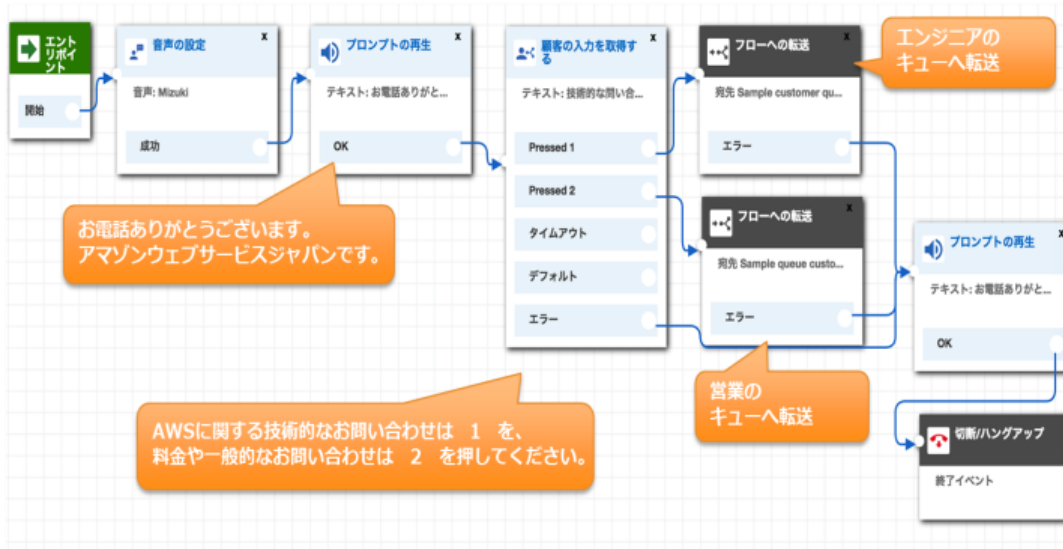 エント
リポイ
ント
開始
音声の設定
x
音声: Mizuki
成功
プロンプトの再生
x
テキスト: お電話ありがと...
OK
お電話ありがとうございます。
アマゾンウェブサービスジャパンです。
顧客の入力を取得す
る
x
テキスト: 技術的な問い合...
Pressed 1
Pressed 2
タイムアウト
デフォルト
エラー
AWSに関する技術的なお問い合わせは 1 を、
料金や一般的なお問い合わせは 2 を押してください。
フローへの転送
x
宛先 Sample customer qu...
エラー
エンジニアの
キューへ転送
フローへの転送
x
宛先 Sample queue custo...
エラー
営業の
キューへ転送
プロンプトの再生
x
テキスト: お電話ありがと...
OK
切断/ハングアップ
終了イベント